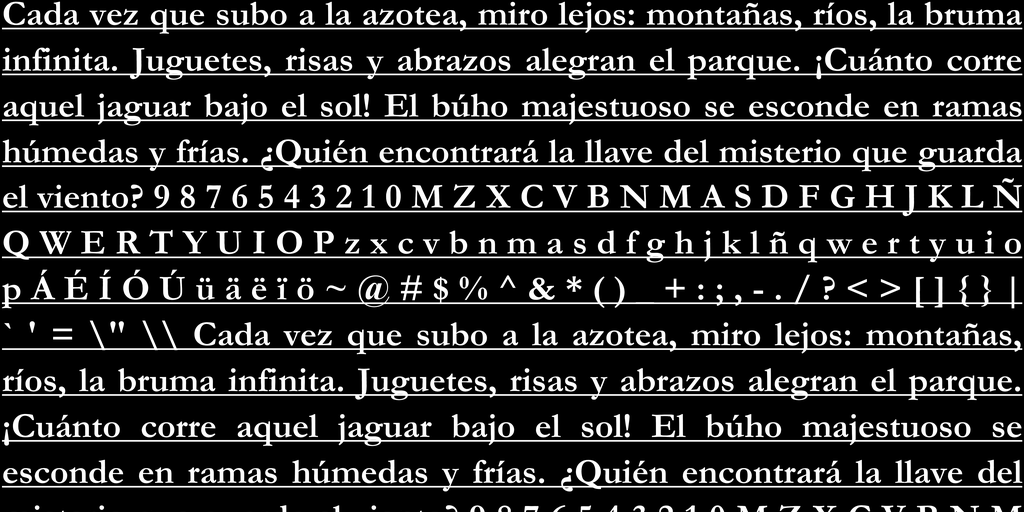 Cada vez que subo a la azotea, miro lejos: montañas, ríos, la bruma
infinita. Juguetes, risas y abrazos alegran el parque. ¡Cuánto corre
aquel jaguar bajo el sol! El búho majestuoso se esconde en ramas
húmedas y frías. ¿Quién encontrará la llave del misterio que guarda
el viento? 9 8 7 6 5 4 3 2 1 0 M Z X C V B N M A S D F G H J K L Ñ
Q W E R T Y U I O P z x c v b n m a s d f g h j k l ñ q w e r t y u i o
p Á É Í Ó Ú ü ä ë ï ö ~ @ # $ % ^ & * ( ) _ + : ; , - . / ? < > [ ] { } |
` ' = \" \\ Cada vez que subo a la azotea, miro lejos: montañas,
ríos, la bruma infinita. Juguetes, risas y abrazos alegran el parque.
¡Cuánto corre aquel jaguar bajo el sol! El búho majestuoso se
esconde en ramas húmedas y frías. ¿Quién encontrará la llave del